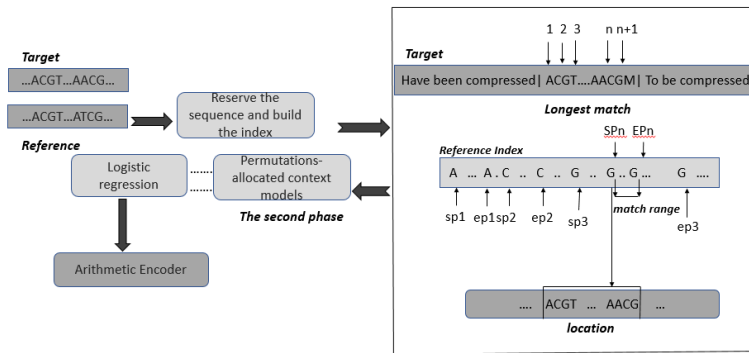 Target
...ACGT...AACG...
...ACGT...ATCG...
Reference
Reserve the
sequence and build
the index
Logistic
regression
Permutations-
allocated context
models
The second phase
Arithmetic Encoder
1 2 3 n n+1
Target
Have been compressed| ACGT....AACGM| To be compressed
Longest match
SPn EPn
Reference Index
A ... A . C .. C .. G .. G .. G... G ....
sp1 ep1 sp2 ep2 sp3 match range ep3
.... ACGT ... AACG ...
location